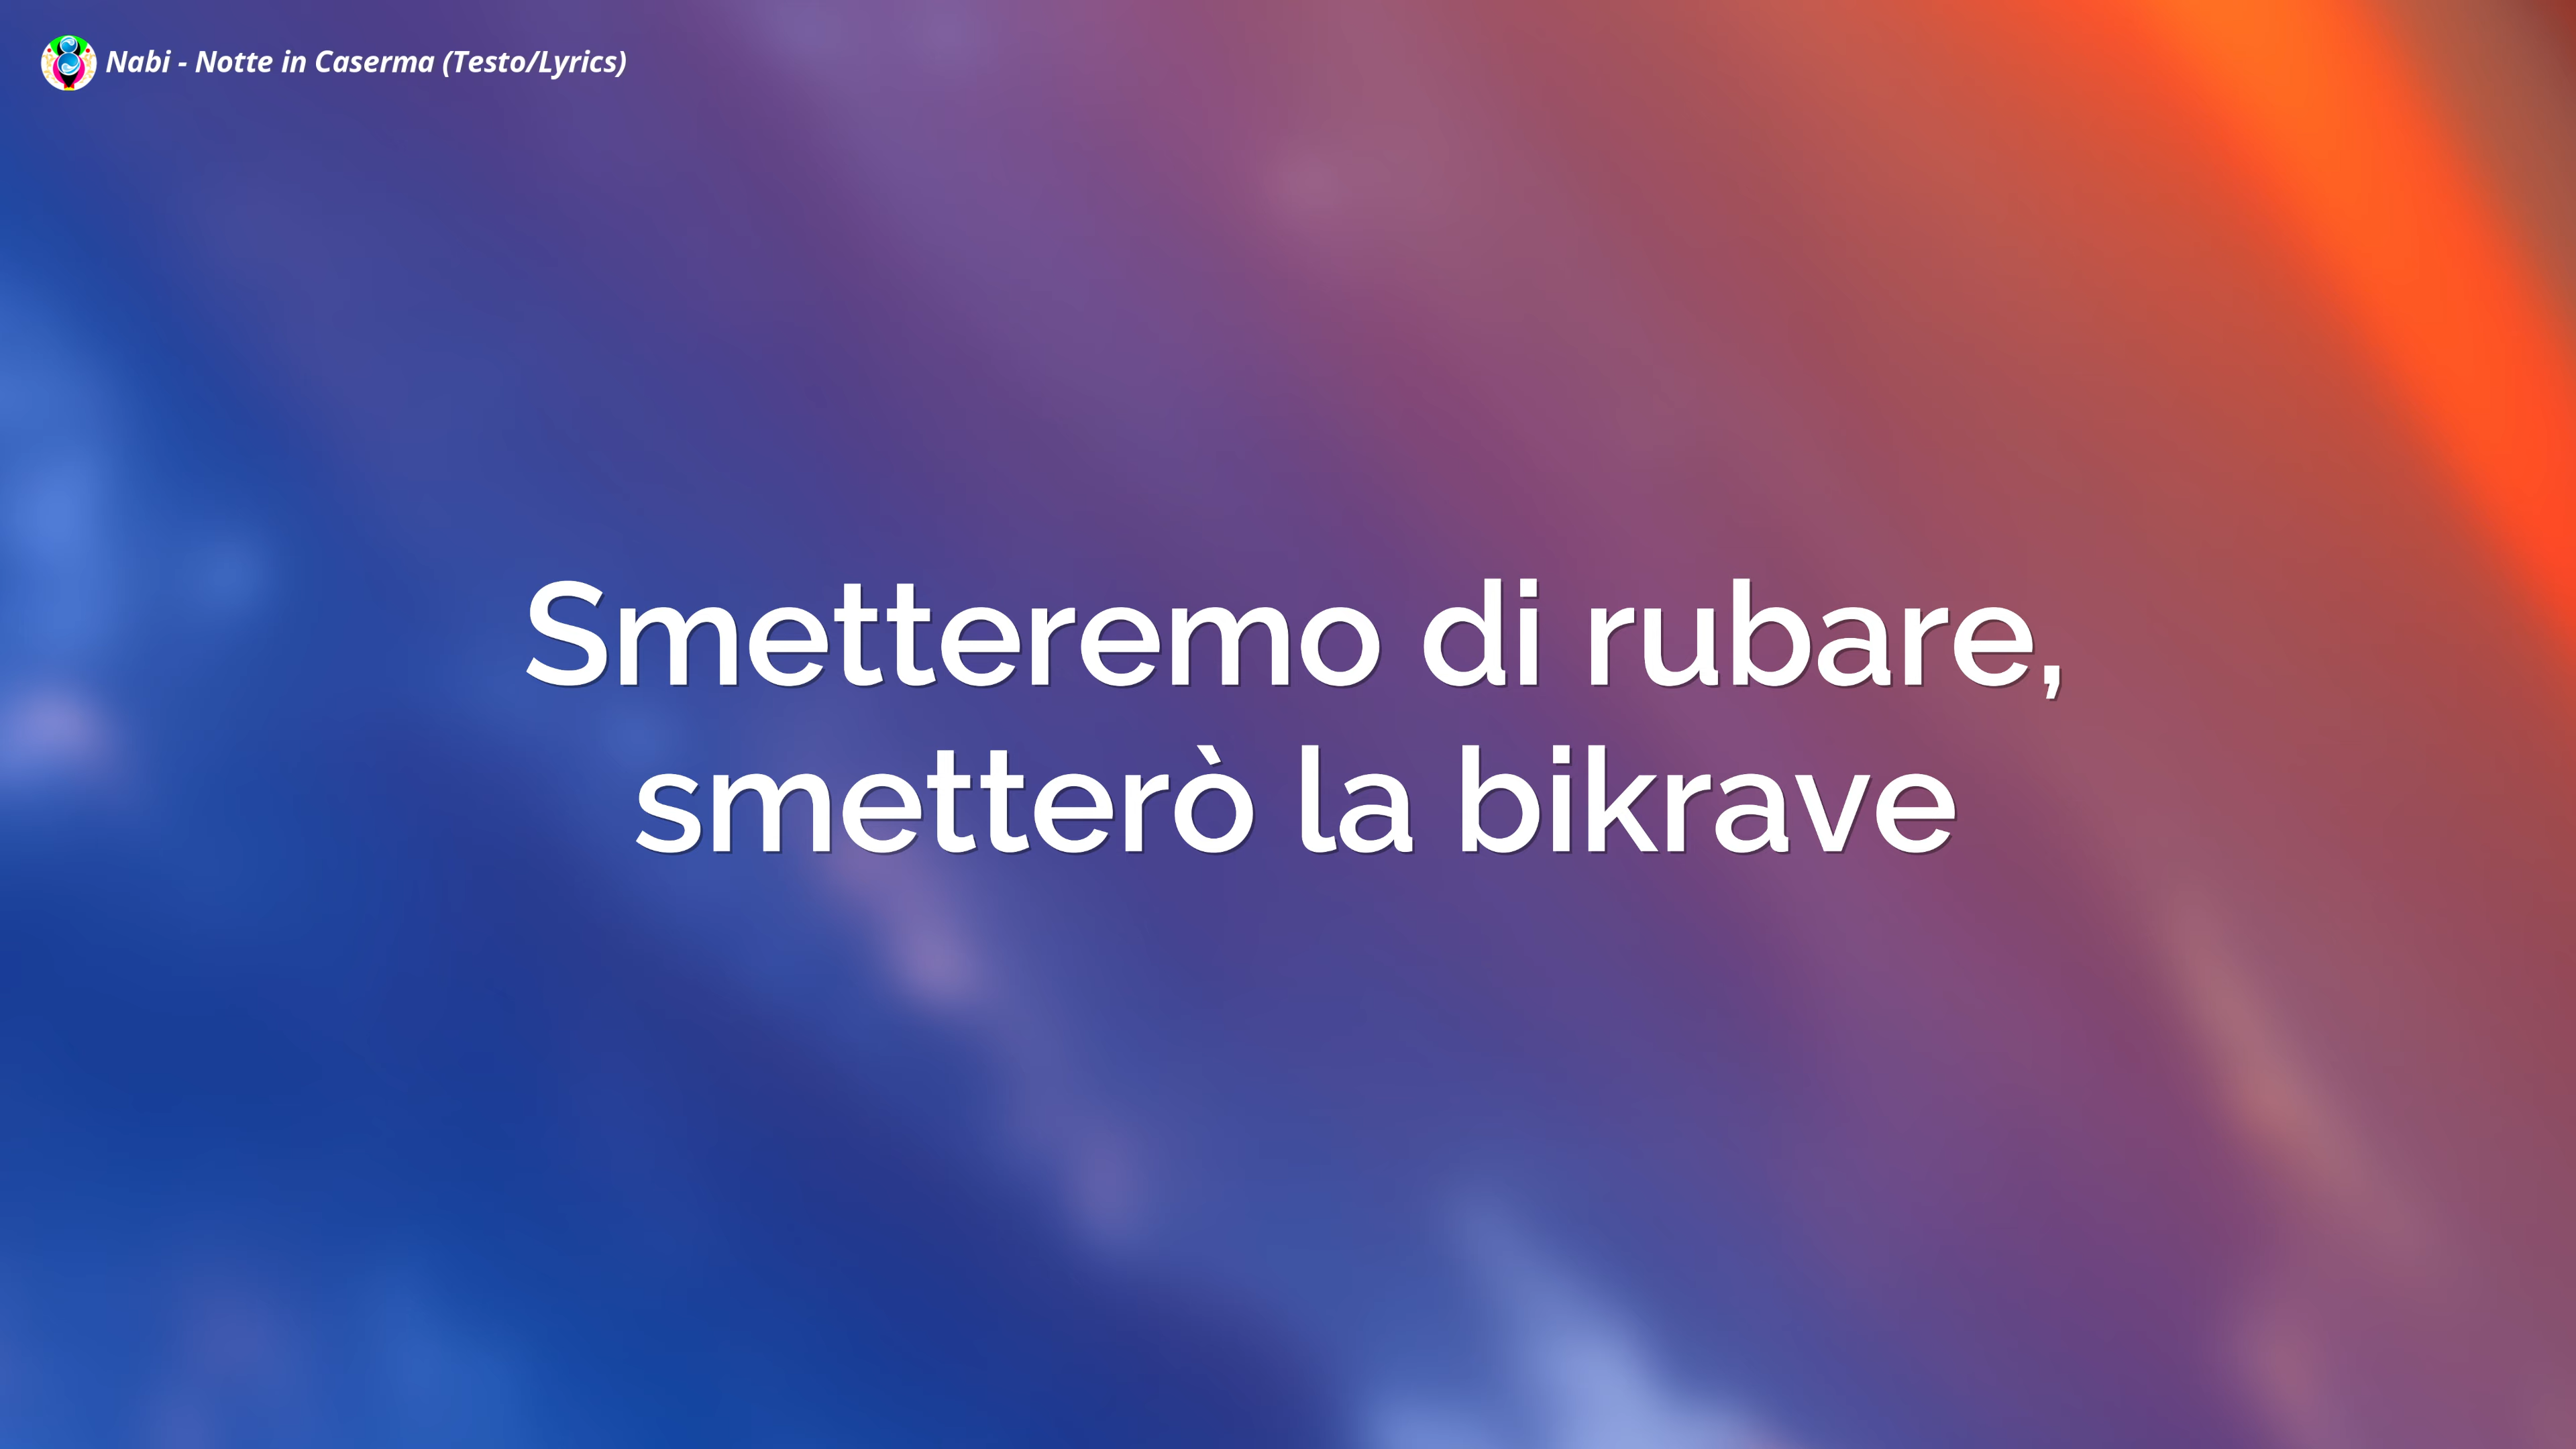 Nabi - Notte in Caserma (Testo/Lyrics)
Smetteremo di rubare,
smetterò la bikrave